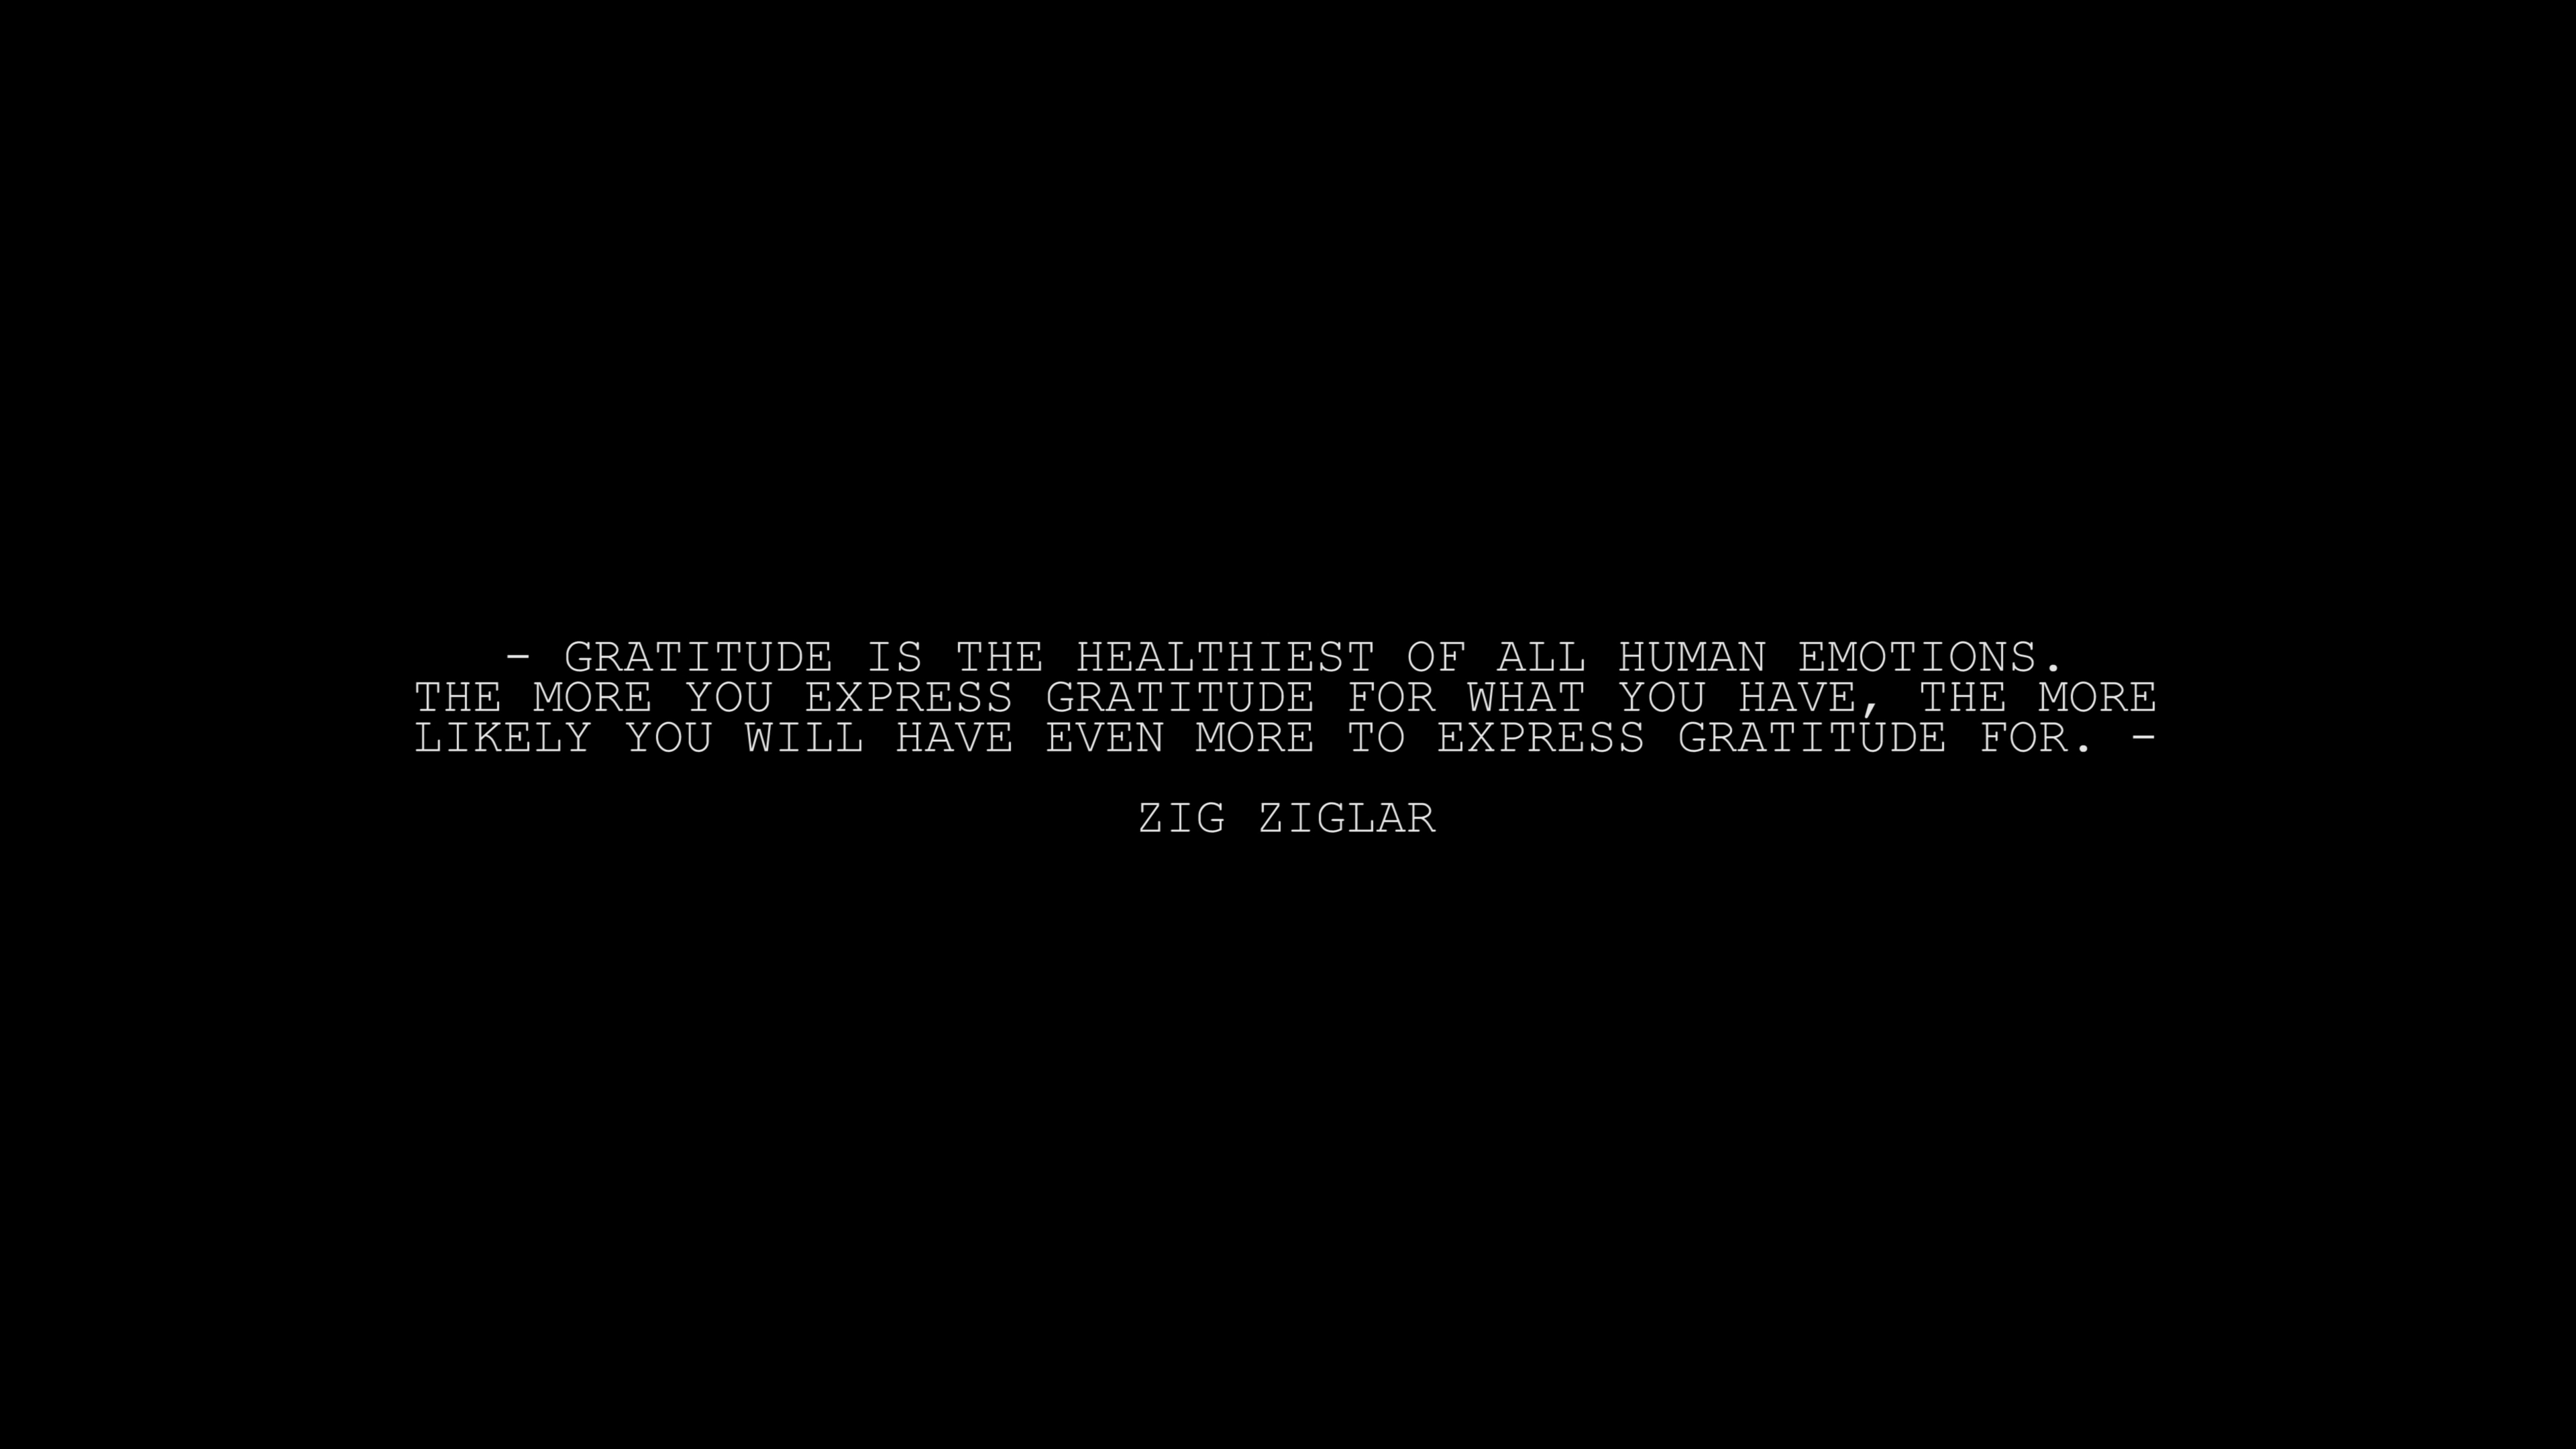 - GRATITUDE IS THE HEALTHIEST OF ALL HUMAN EMOTIONS.
THE MORE YOU EXPRESS GRATITUDE FOR WHAT YOU HAVE, THE MORE
LIKELY YOU WILL HAVE EVEN MORE TO EXPRESS GRATITUDE FOR. -
ZIG ZIGLAR